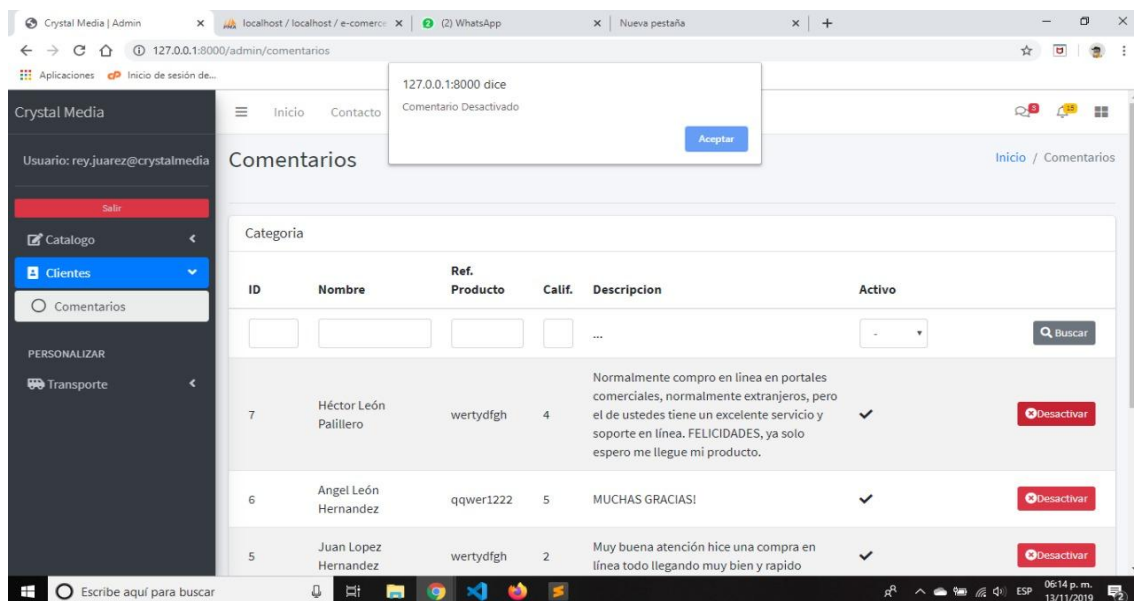 Crystal Media | Admin
localhost / localhost / e-comerce
(2) WhatsApp
Nueva pestaña
127.0.0.1:8000/admin/comentarios
Aplicaciones
Inicio de sesión de...
127.0.0.1:8000 dice
Comentario Desactivado
Aceptar
Crystal Media
Inicio
Contacto
3
15
Usuario: rey.juarez@crystalmedia
Salir
Catalogo
Clientes
Comentarios
PERSONALIZAR
Transporte
Comentarios
Inicio / Comentarios
Categoria
ID
Nombre
Ref.
Producto
Calif.
Descripcion
Activo
...
-
Buscar
7
Héctor León
Palillero
wertydfgh
4
Normalmente compro en linea en portales
comerciales, normalmente extranjeros, pero
el de ustedes tiene un excelente servicio y
soporte en línea. FELICIDADES, ya solo
espero me llegue mi producto.
Desactivar
6
Angel León
Hernandez
qqwer1222
5
MUCHAS GRACIAS!
Desactivar
5
Juan Lopez
Hernandez
wertydfgh
2
Muy buena atención hice una compra en
línea todo llegando muy bien y rapido
Desactivar
Escribe aquí para buscar
ESP
06:14 p. m.
13/11/2019
2